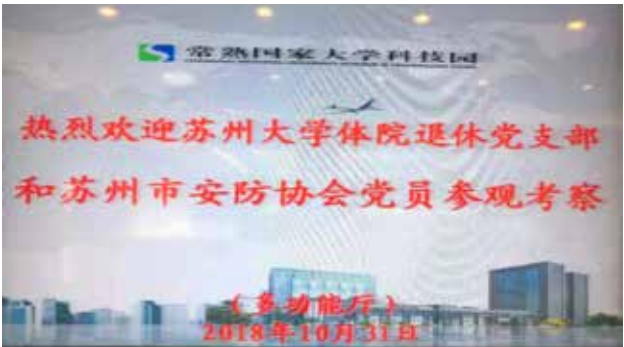 常熟国家大学科技园
热烈欢迎苏州大学体院退休党支部
和苏州市安防协会党员参观考察
（多功能厅）
2018年10月31日